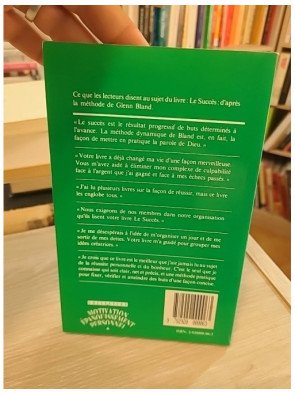 Ce que les lecteurs disent au sujet du livre: Le Succès: d'après
la méthode de Glenn Bland.
« Le succès est le résultat progressif de buts déterminés à
l'avance. La méthode dynamique de Bland est, en fait, la
façon de mettre en pratique la parole de Dieu. »
« Votre livre a déjà changé ma vie d'une façon merveilleuse.
Vous m'avez aidé à éliminer mon complexe de culpabilité
face à l'argent que j'ai gagné et face à mes échecs passés. »
« J'ai lu plusieurs livres sur la façon de réussir, mais ce livre
les englobe tous. »
« Nous exigeons de nos membres dans notre organisation
qu'ils lisent votre livre Le Succès. »
« Je me désespérais à l'idée de m'organiser un jour et de me
sortir de mes dettes. Votre livre m'a guidé pour regrouper mes
idées créatrices. »
« Je crois que ce livre est le meilleur que j'aie jamais lu au sujet de
la réussite personnelle et du bonheur. C'est le seul que je
connaisse qui soit clair, net et précis, et une méthode pratique
pour fixer, vérifier et atteindre des buts d'une façon concise.
MOTIVATION
ÉPANOUISSEMENT
PERSONNEL
ISBN: